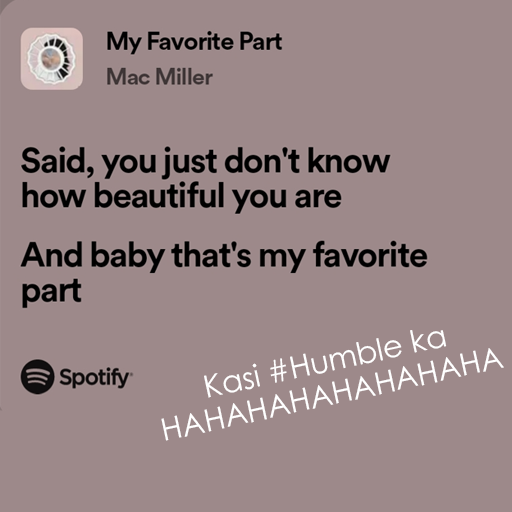 My Favorite Part
Mac Miller
Said, you just don't know
how beautiful you are
And baby that's my favorite
part
Spotify
Kasi #Humble ka
HAHAHAHAHAHAHAHA